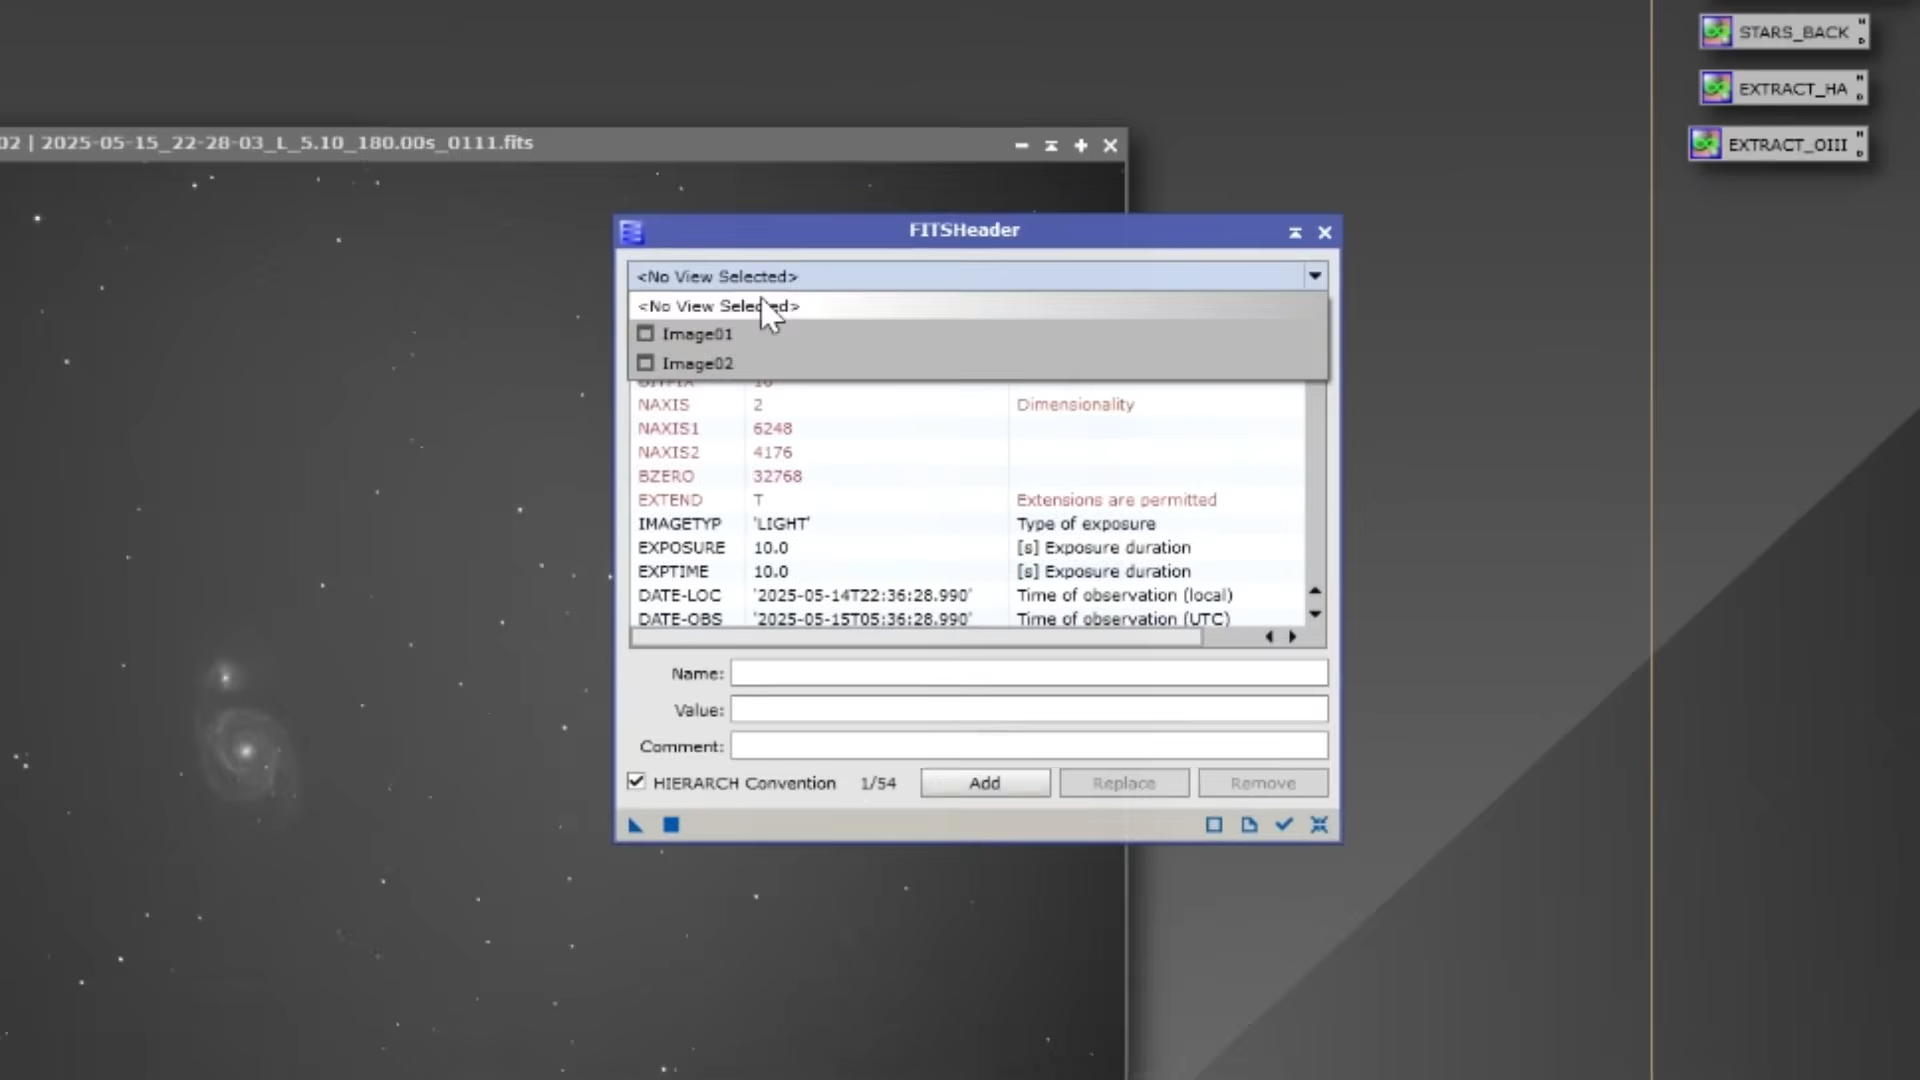 STARS_BACK
EXTRACT_HA
EXTRACT_OIII
02 | 2025-05-15_22-28-03_L_5.10_180.00s_0111.fits
FITSHeader
<No View Selected>
<No View Selected>
Image01
Image02
BITPIX 16
NAXIS 2 Dimensionality
NAXIS1 6248
NAXIS2 4176
BZERO 32768
EXTEND T Extensions are permitted
IMAGETYP 'LIGHT' Type of exposure
EXPOSURE 10.0 [s] Exposure duration
EXPTIME 10.0 [s] Exposure duration
DATE-LOC '2025-05-14T22:36:28.990' Time of observation (local)
DATE-OBS '2025-05-15T05:36:28.990' Time of observation (UTC)
Name:
Value:
Comment:
HIERARCH Convention 1/54 Add Replace Remove